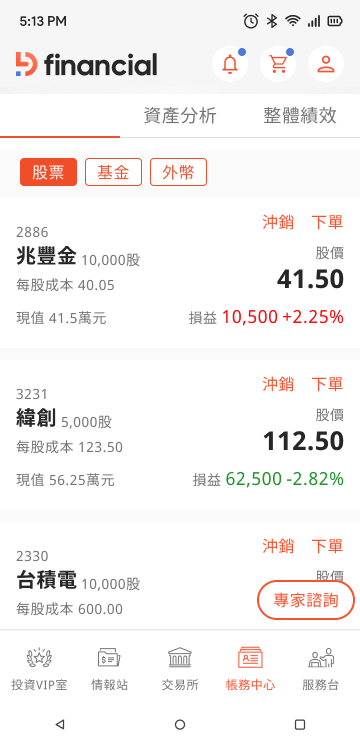 5:13 PM
financial
資產分析 整體績效
股票 基金 外幣
沖銷 下單
2886
兆豐金 10,000股
股價
41.50
每股成本 40.05
現值 41.5萬元
損益 10,500 +2.25%
沖銷 下單
3231
緯創 5,000股
股價
112.50
每股成本 123.50
現值 56.25萬元
損益 62,500 -2.82%
沖銷 下單
2330
台積電 10,000股
股價
每股成本 600.00
專家諮詢
投資VIP室 情報站 交易所 帳務中心 服務台